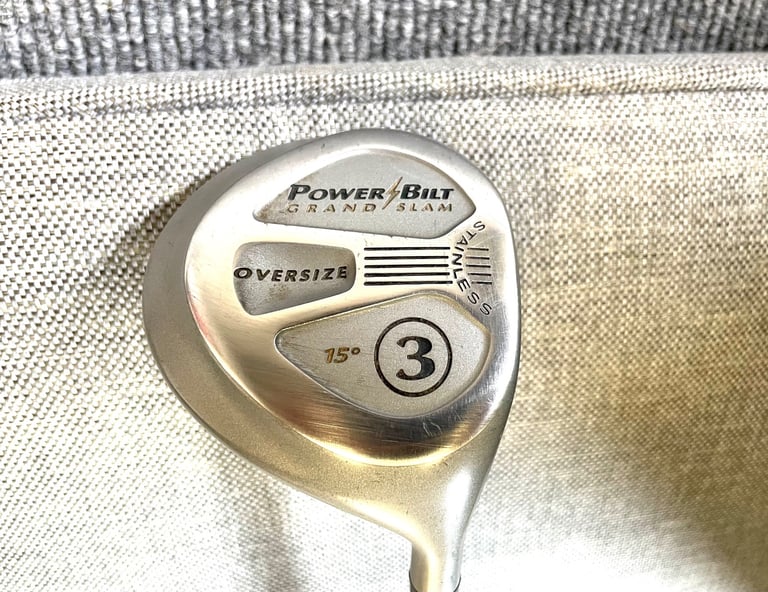 POWER BILT
GRAND SLAM
OVERSIZE
STAINLESS
15°
3